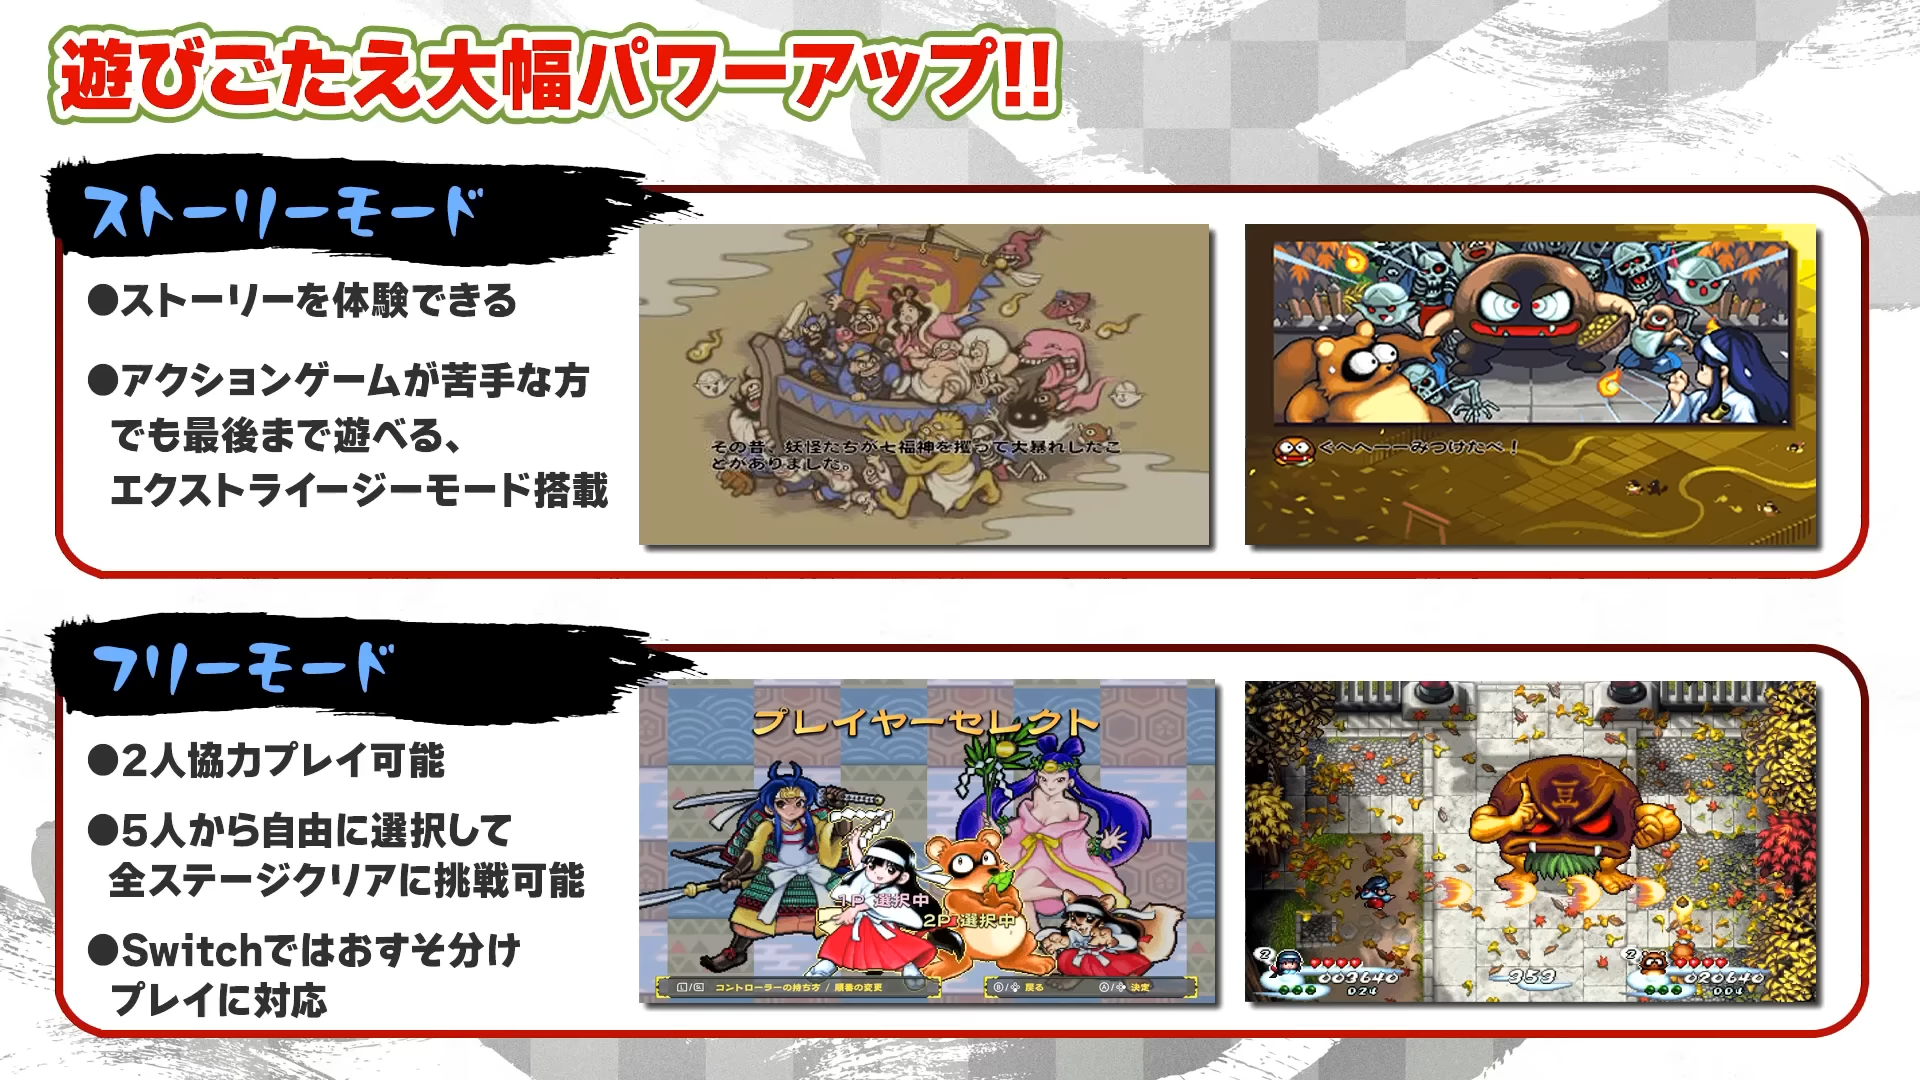 遊びごたえ大幅パワーアップ!!
ストーリーモード
●ストーリーを体験できる
●アクションゲームが苦手な方
でも最後まで遊べる、
エクストライージーモード搭載
その昔、妖怪たちが七福神を攫って大暴れしたこ
とがありました。
ぐへへーーみつけたべ！
フリーモード
●2人協力プレイ可能
●5人から自由に選択して
全ステージクリアに挑戦可能
●Switchではおすそ分け
プレイに対応
プレイヤーセレクト
1P 選択中
2P 選択中
L/R コントローラーの持ち方 / 順番の変更
B/ 戻る
A/ 決定
豆
2
003640
024
353
2
020640
004